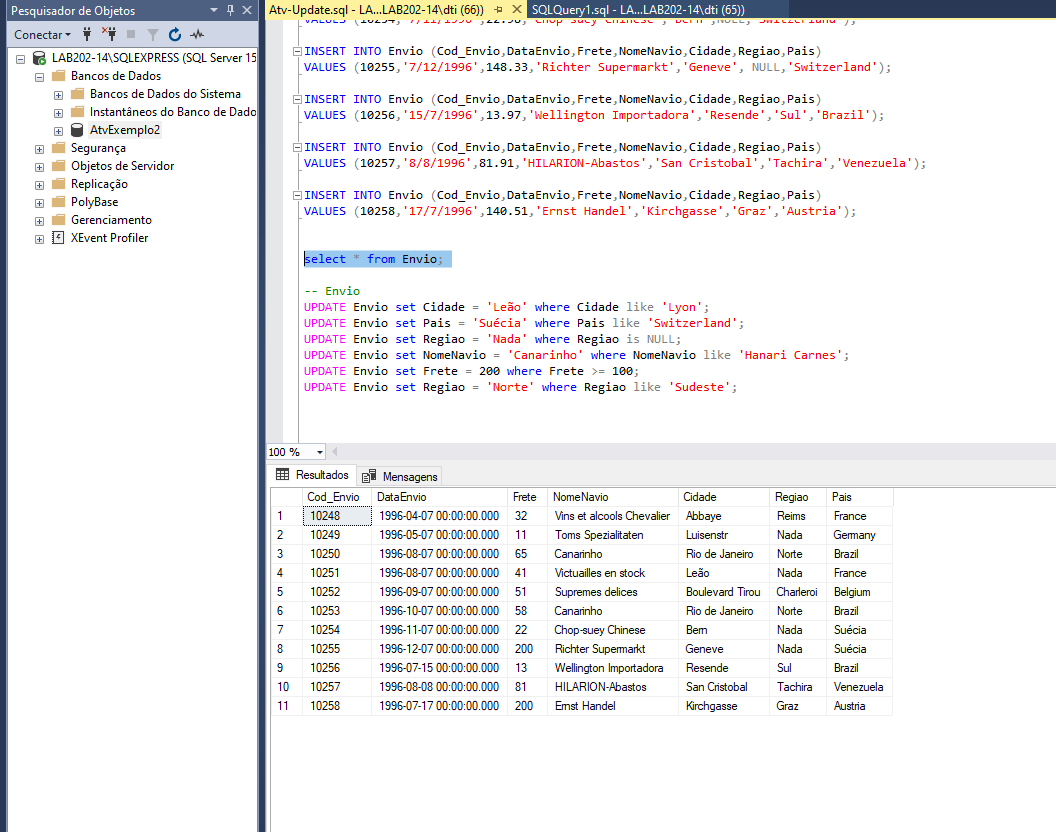 Pesquisador de Objetos
Conectar
LAB202-14\SQLEXPRESS (SQL Server 15
Bancos de Dados
Bancos de Dados do Sistema
Instantâneos do Banco de Dado
AtvExemplo2
Segurança
Objetos de Servidor
Replicação
PolyBase
Gerenciamento
XEvent Profiler
Atv-Update.sql - LA...LAB202-14\dti (66))
SQLQuery1.sql - LA...LAB202-14\dti (65))
VALUES (10254,'7/11/1996',22.98,'Chop-suey Chinese','Bern',NULL,'Switzerland');
INSERT INTO Envio (Cod_Envio,DataEnvio,Frete,NomeNavio,Cidade,Regiao,Pais)
VALUES (10255,'7/12/1996',148.33,'Richter Supermarkt','Geneve', NULL,'Switzerland');
INSERT INTO Envio (Cod_Envio,DataEnvio,Frete,NomeNavio,Cidade,Regiao,Pais)
VALUES (10256,'15/7/1996',13.97,'Wellington Importadora','Resende','Sul','Brazil');
INSERT INTO Envio (Cod_Envio,DataEnvio,Frete,NomeNavio,Cidade,Regiao,Pais)
VALUES (10257,'8/8/1996',81.91,'HILARION-Abastos','San Cristobal','Tachira','Venezuela');
INSERT INTO Envio (Cod_Envio,DataEnvio,Frete,NomeNavio,Cidade,Regiao,Pais)
VALUES (10258,'17/7/1996',140.51,'Ernst Handel','Kirchgasse','Graz','Austria');
select * from Envio;
-- Envio
UPDATE Envio set Cidade = 'Leão' where Cidade like 'Lyon';
UPDATE Envio set Pais = 'Suécia' where Pais like 'Switzerland';
UPDATE Envio set Regiao = 'Nada' where Regiao is NULL;
UPDATE Envio set NomeNavio = 'Canarinho' where NomeNavio like 'Hanari Carnes';
UPDATE Envio set Frete = 200 where Frete >= 100;
UPDATE Envio set Regiao = 'Norte' where Regiao like 'Sudeste';
100 %
Resultados Mensagens
Cod_Envio DataEnvio Frete NomeNavio Cidade Regiao Pais
1 10248 1996-04-07 00:00:00.000 32 Vins et alcools Chevalier Abbaye Reims France
2 10249 1996-05-07 00:00:00.000 11 Toms Spezialitaten Luisenstr Nada Germany
3 10250 1996-08-07 00:00:00.000 65 Canarinho Rio de Janeiro Norte Brazil
4 10251 1996-08-07 00:00:00.000 41 Victuailles en stock Leão Nada France
5 10252 1996-09-07 00:00:00.000 51 Supremes delices Boulevard Tirou Charleroi Belgium
6 10253 1996-10-07 00:00:00.000 58 Canarinho Rio de Janeiro Norte Brazil
7 10254 1996-11-07 00:00:00.000 22 Chop-suey Chinese Bern Nada Suécia
8 10255 1996-12-07 00:00:00.000 200 Richter Supermarkt Geneve Nada Suécia
9 10256 1996-07-15 00:00:00.000 13 Wellington Importadora Resende Sul Brazil
10 10257 1996-08-08 00:00:00.000 81 HILARION-Abastos San Cristobal Tachira Venezuela
11 10258 1996-07-17 00:00:00.000 200 Ernst Handel Kirchgasse Graz Austria